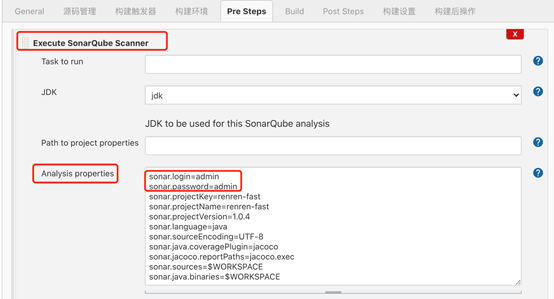 General 源码管理 构建触发器 构建环境 Pre Steps Build Post Steps 构建设置 构建后操作
Execute SonarQube Scanner X
Task to run ?
JDK jdk ?
JDK to be used for this SonarQube analysis
Path to project properties ?
Analysis properties ?
sonar.login=admin
sonar.password=admin
sonar.projectKey=renren-fast
sonar.projectName=renren-fast
sonar.projectVersion=1.0.4
sonar.language=java
sonar.sourceEncoding=UTF-8
sonar.java.coveragePlugin=jacoco
sonar.jacoco.reportPaths=jacoco.exec
sonar.sources=$WORKSPACE
sonar.java.binaries=$WORKSPACE